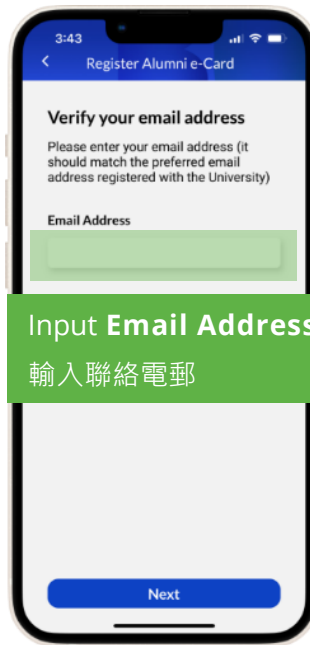 3:43
Register Alumni e-Card
Verify your email address
Please enter your email address (it
should match the preferred email
address registered with the University)
Email Address
Input Email Address
輸入聯絡電郵
Next